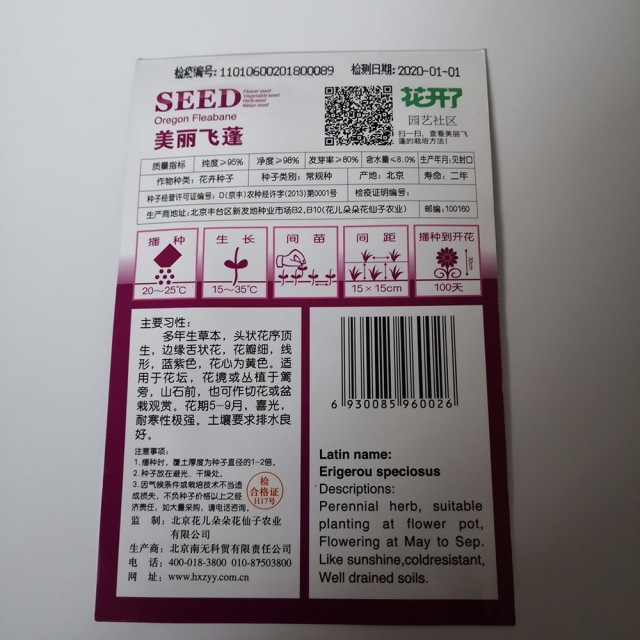 检疫编号: 11010600201800089 检测日期: 2020-01-01
SEED
Flower seed
Vegetable seed
Herb seed
Melon seed
Oregon Fleabane
美丽飞蓬
花开了
园艺社区
扫一扫，查看美丽飞
蓬的栽培方法！
质量指标 纯度≥95% 净度≥98% 发芽率≥80% 含水量≤8.0% 生产年月:见封口
作物种类：花卉种子 种子类别：常规种 产地：北京 寿命：二年
种子经营许可证编号：D(京丰)农种经许字(2013)第0001号 检疫证明编号：
生产商地址:北京丰台区新发地种业市场B2,B10(花儿朵朵花仙子农业) 邮编:100160
播种 生长 间苗 间距 播种到开花
30cm
20～25℃ 15～35℃ 15×15cm 100天
主要习性：
多年生草本，头状花序顶
生，边缘舌状花，花瓣细，线
形，蓝紫色，花心为黄色。适
用于花坛，花境或丛植于篱
旁，山石前，也可作切花或盆
栽观赏。花期5-9月，喜光，
耐寒性极强。土壤要求排水良
好。
注意事项：
1.播种时，覆土厚度为种子直径的1-2倍。
2.种子放在避光、干燥处。
3.因气候条件或栽培技术不当造
成损失，不负种子价格以上之经
济责任，如大量采购，请电话咨询。
检
合格证
H17号
监 制：北京花儿朵朵花仙子农业
有限公司
生产商：北京南无科贸有限责任公司
电 话：400-018-3800 010-87503800
网 址：www.hxzyy.com.cn
6 930085 960026
Latin name:
Erigerou speciosus
Descriptions:
Perennial herb, suitable
planting at flower pot,
Flowering at May to Sep.
Like sunshine,coldresistant,
Well drained soils.